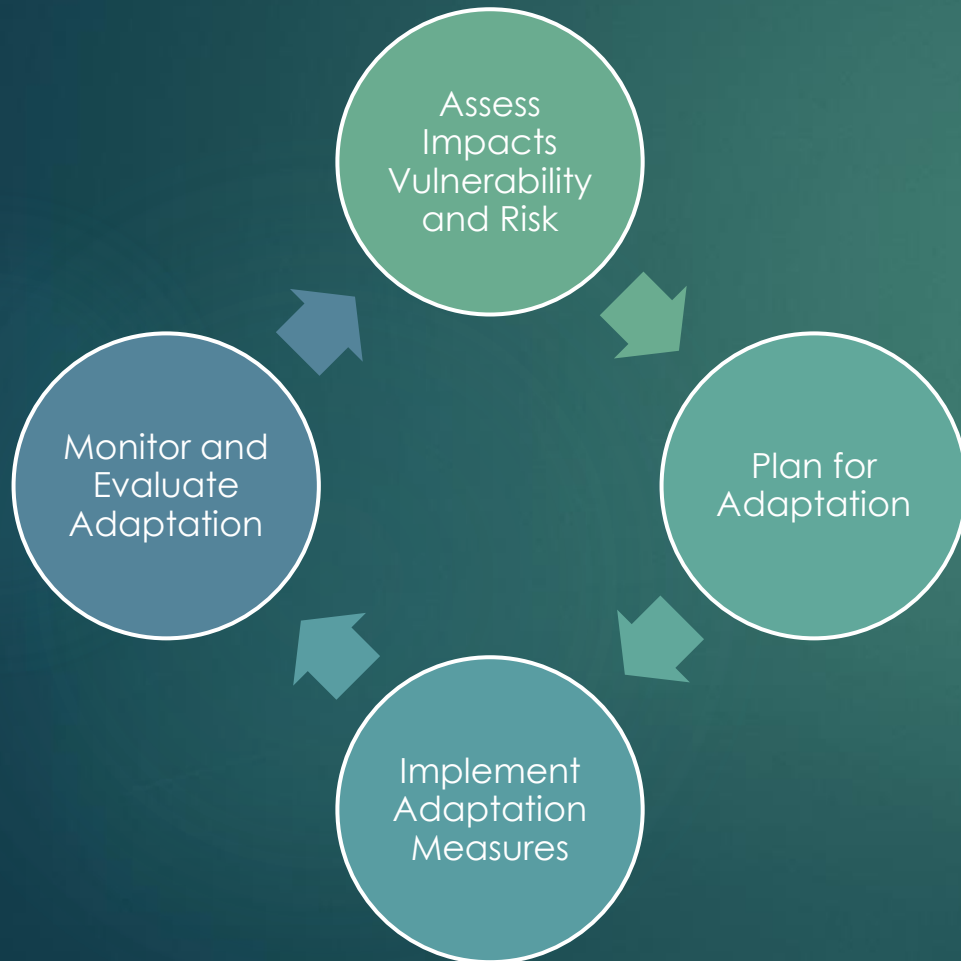 Assess
Impacts
Vulnerability
and Risk
Plan for
Adaptation
Implement
Adaptation
Measures
Monitor and
Evaluate
Adaptation